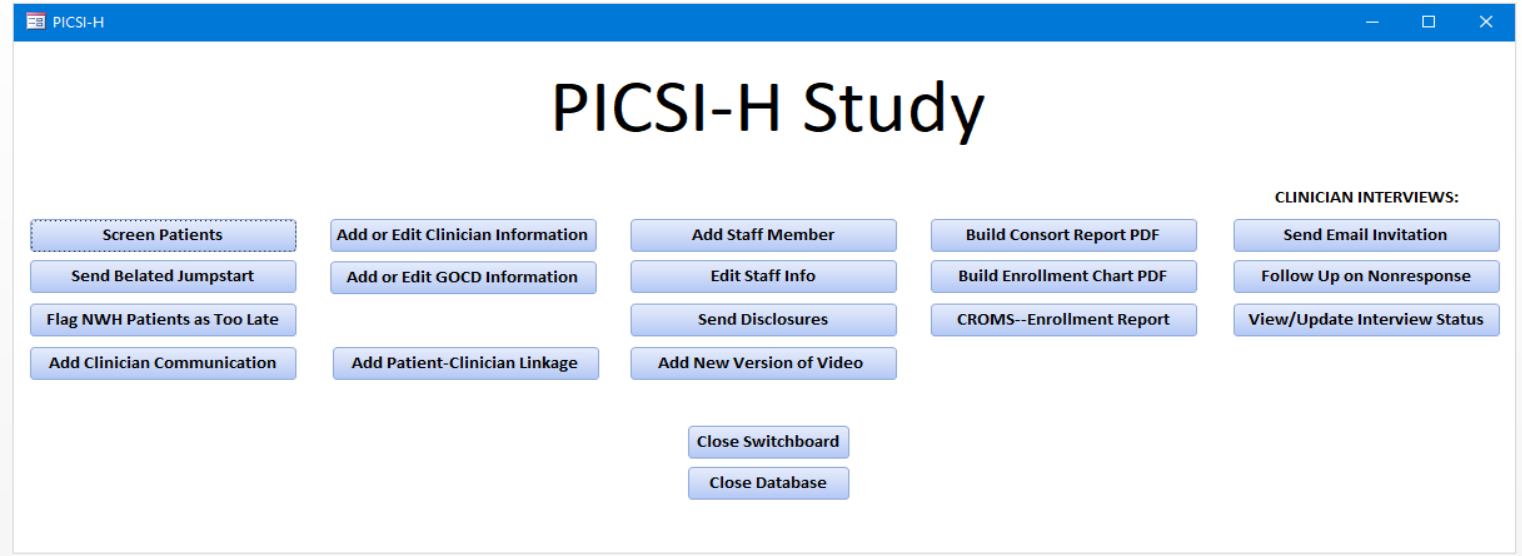 PICSI-H
PICSI-H Study
CLINICIAN INTERVIEWS:
Screen Patients
Add or Edit Clinician Information
Add Staff Member
Build Consort Report PDF
Send Email Invitation
Send Belated Jumpstart
Add or Edit GOCD Information
Edit Staff Info
Build Enrollment Chart PDF
Follow Up on Nonresponse
Flag NWH Patients as Too Late
Send Disclosures
CROMS--Enrollment Report
View/Update Interview Status
Add Clinician Communication
Add Patient-Clinician Linkage
Add New Version of Video
Close Switchboard
Close Database